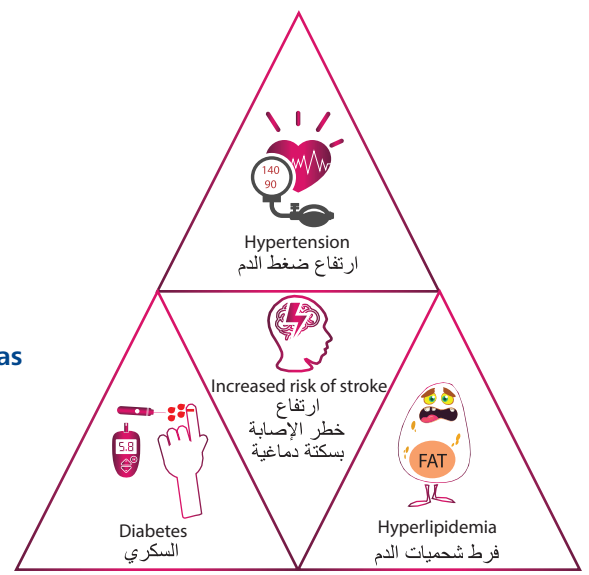 140
90
Hypertension
ارتفاع ضغط الدم
as
Increased risk of stroke
ارتفاع
خطر الإصابة
بسكتة دماغية
5.8
Diabetes
السكري
FAT
Hyperlipidemia
فرط شحميات الدم